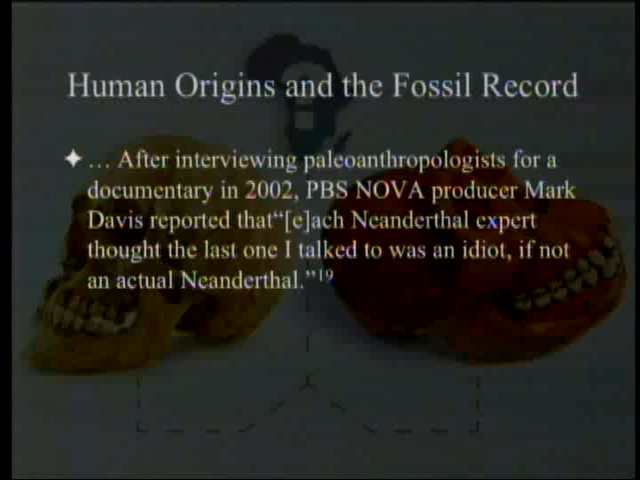 Human Origins and the Fossil Record
✦… After interviewing paleoanthropologists for a
documentary in 2002, PBS NOVA producer Mark
Davis reported that“[e]ach Neanderthal expert
thought the last one I talked to was an idiot, if not
an actual Neanderthal.”19